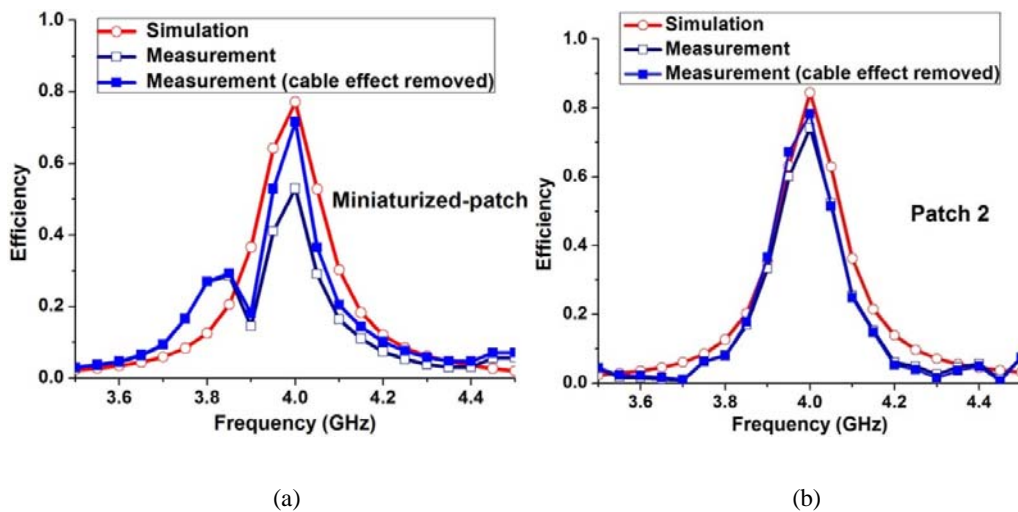 1.0
Simulation
Measurement
Measurement (cable effect removed)
0.8
0.6
Miniaturized-patch
0.4
0.2
0.0
3.6 3.8 4.0 4.2 4.4
Efficiency
Frequency (GHz)
(a)
Simulation
Measurement
Measurement (cable effect removed)
1.0
0.8
0.6
Patch 2
0.4
0.2
0.0
3.6 3.8 4.0 4.2 4.4
Efficiency
Frequency (GHz)
(b)